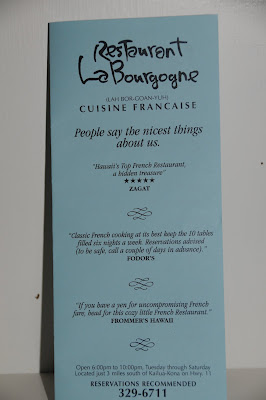 Restaurant
La Bourgogne
(LAH BOR-GOAN-YUH)
CUISINE FRANCAISE
People say the nicest things
about us.
"Hawaii's Top French Restaurant,
a hidden treasure"
★★★★★
ZAGAT
"Classic French cooking at its best keep the 10 tables
filled six nights a week. Reservations advised
(to be safe, call a couple of days in advance)."
FODOR'S
"If you have a yen for uncompromising French
fare, head for this cozy little French Restaurant."
FROMMER'S HAWAII
Open 6:00pm to 10:00pm, Tuesday through Saturday
Located just 3 miles south of Kailua-Kona on Hwy. 11
RESERVATIONS RECOMMENDED
329-6711